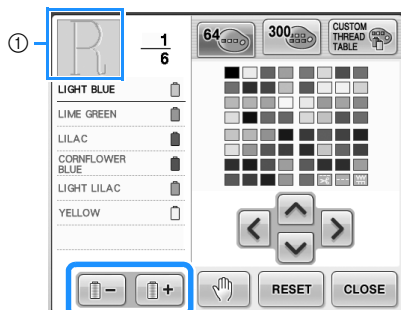 ①
R
1
6
64
300
CUSTOM
THREAD
TABLE
LIGHT BLUE
LIME GREEN
LILAC
CORNFLOWER
BLUE
LIGHT LILAC
YELLOW
−
+
RESET
CLOSE